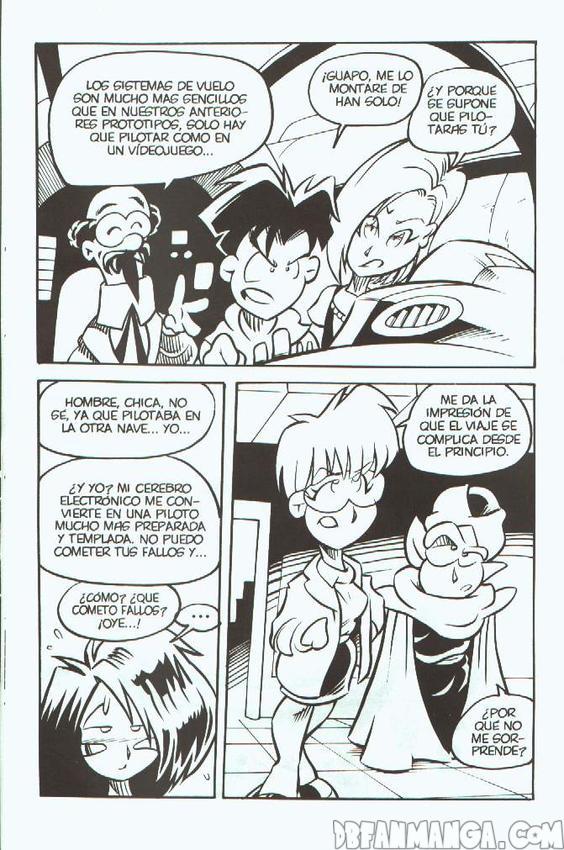 LOS SISTEMAS DE VUELO
SON MUCHO MAS SENCILLOS
QUE EN NUESTROS ANTERIO-
RES PROTOTIPOS, SOLO HAY
QUE PILOTAR COMO EN
UN VÍDEOJUEGO...
¡GUAPO, ME LO
MONTARE DE
HAN SOLO!
¿Y PORQUÉ
SE SUPONE
QUE PILO-
TARAS TÚ?
HOMBRE, CHICA, NO
SÉ, YA QUE PILOTABA EN
LA OTRA NAVE... YO...
¿Y YO? MI CEREBRO
ELECTRÓNICO ME CON-
VIERTE EN UNA PILOTO
MUCHO MAS PREPARADA
Y TEMPLADA. NO PUEDO
COMETER TUS FALLOS Y...
¿CÓMO? ¿QUE
COMETO FALLOS?
¡OYE...!
...
ME DA LA
IMPRESIÓN DE
QUE EL VIAJE SE
COMPLICA DESDE
EL PRINCIPIO.
¿POR
QUÉ NO
ME SOR-
PRENDE?
DBFANMANGA.COM